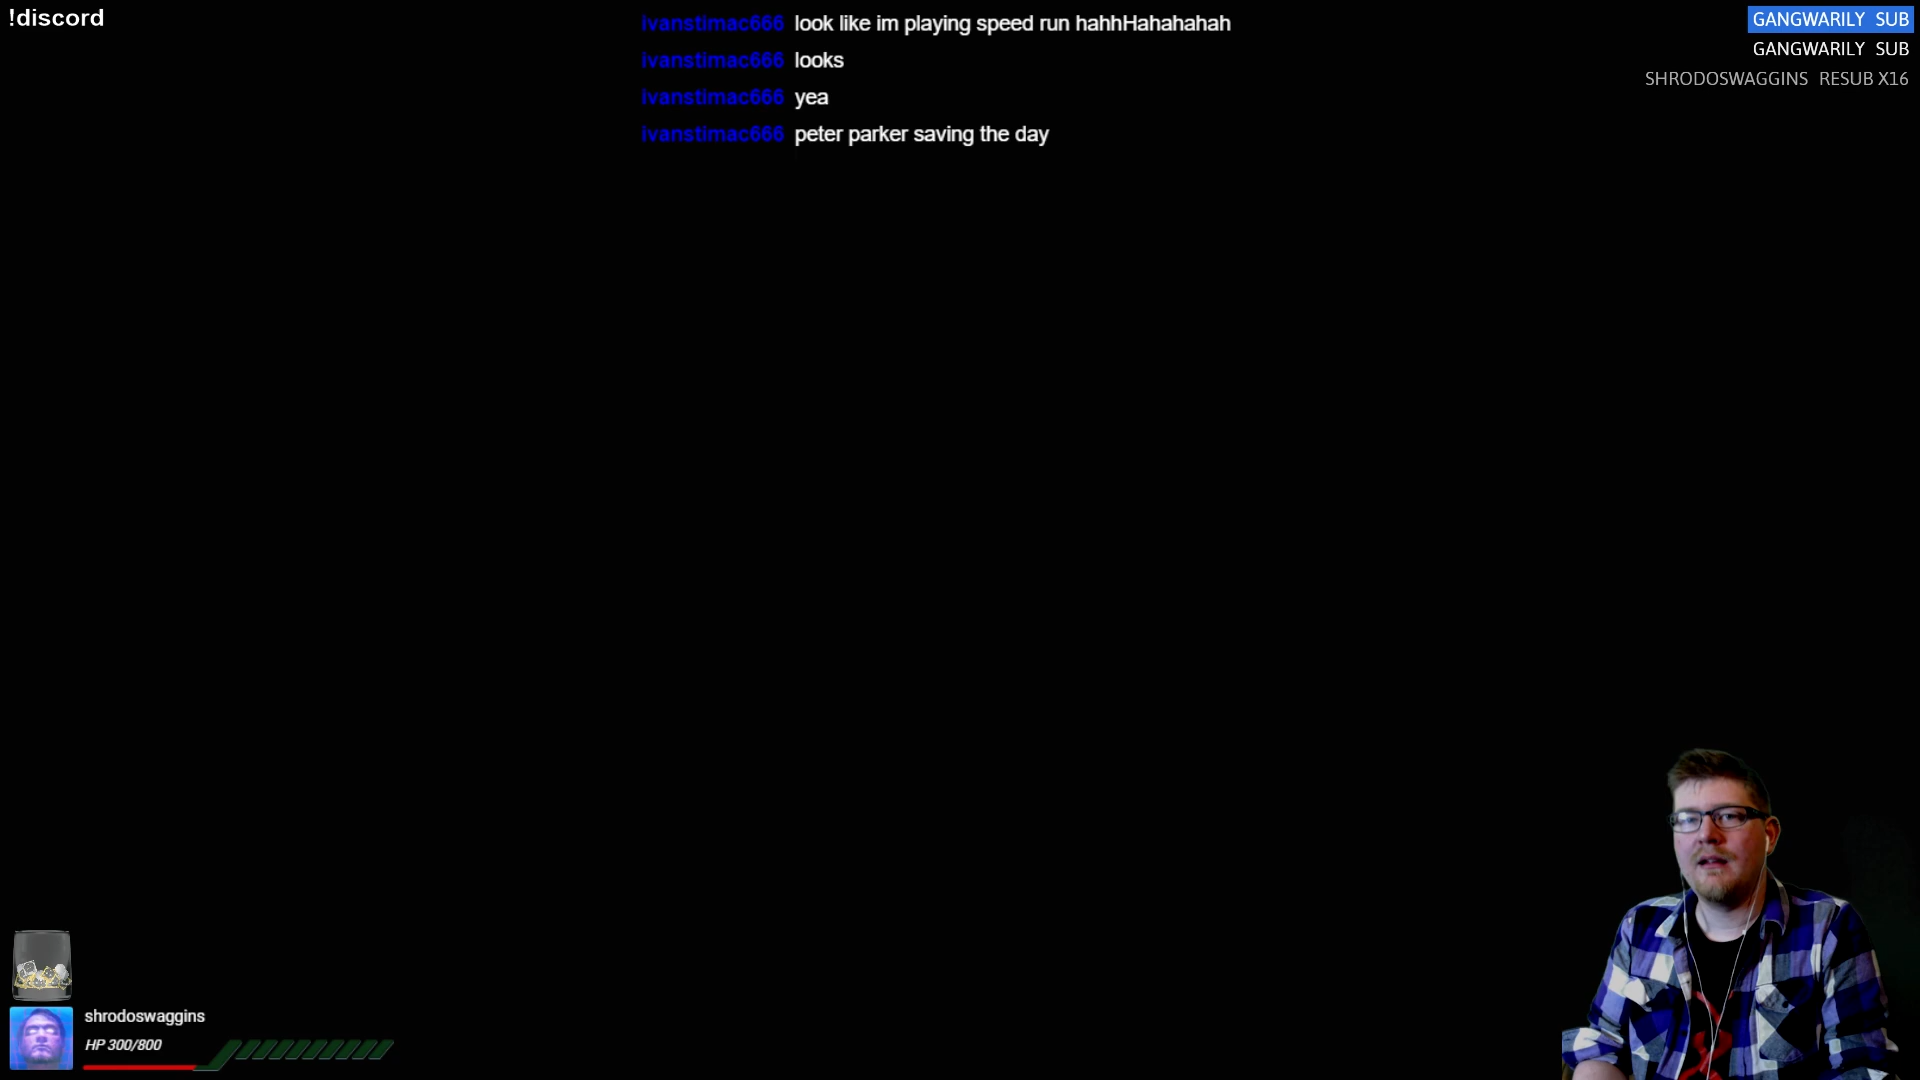 !discord
ivanstimac666 look like im playing speed run hahhHahahahah
ivanstimac666 looks
ivanstimac666 yea
ivanstimac666 peter parker saving the day
GANGWARILY SUB
GANGWARILY SUB
SHRODOSWAGGINS RESUB X16
shrodoswaggins
HP 300/800